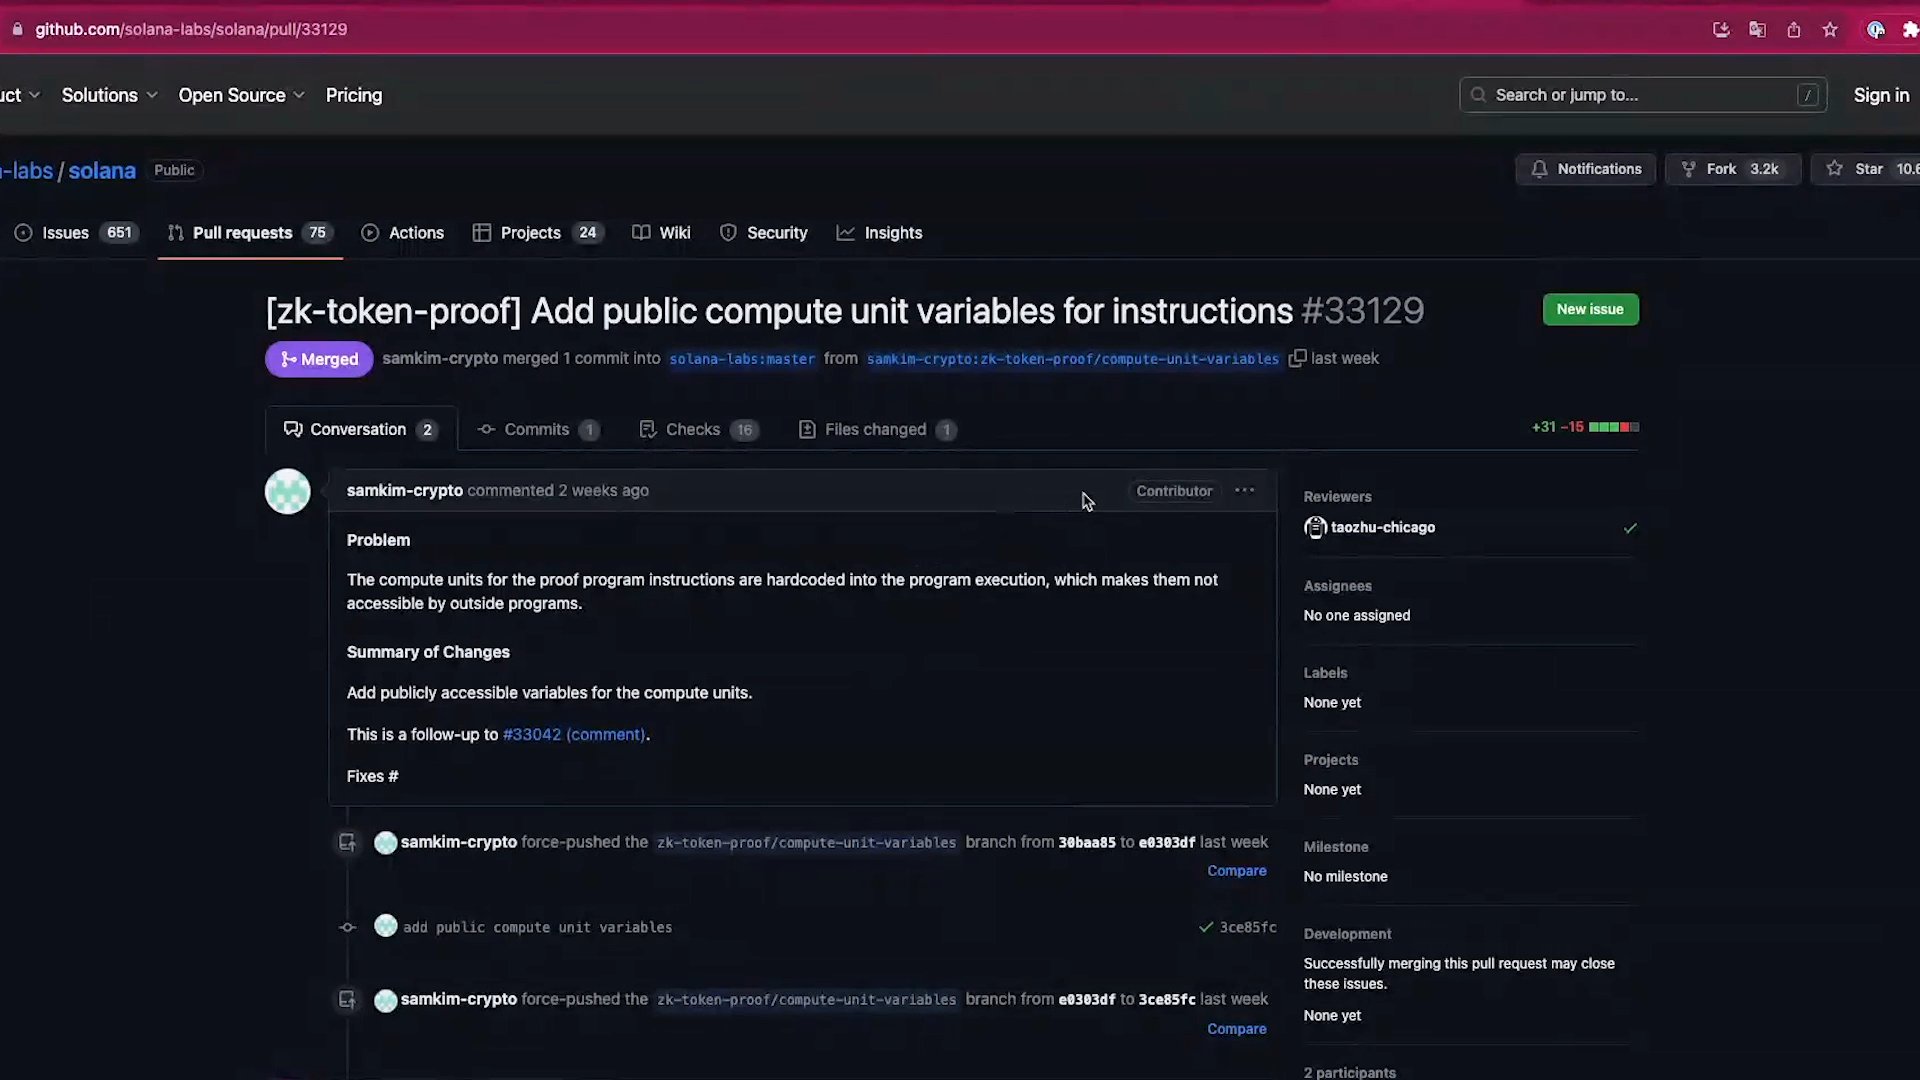 github.com/solana-labs/solana/pull/33129
uct Solutions Open Source Pricing Search or jump to... / Sign in
-labs / solana Public Notifications Fork 3.2k Star 10.6
Issues 651 Pull requests 75 Actions Projects 24 Wiki Security Insights
[zk-token-proof] Add public compute unit variables for instructions #33129 New issue
Merged samkim-crypto merged 1 commit into solana-labs:master from samkim-crypto:zk-token-proof/compute-unit-variables last week
Conversation 2 Commits 1 Checks 16 Files changed 1 +31 −15
samkim-crypto commented 2 weeks ago Contributor ...
Problem
The compute units for the proof program instructions are hardcoded into the program execution, which makes them not
accessible by outside programs.
Summary of Changes
Add publicly accessible variables for the compute units.
This is a follow-up to #33042 (comment).
Fixes #
samkim-crypto force-pushed the zk-token-proof/compute-unit-variables branch from 30baa85 to e0303df last week
Compare
add public compute unit variables 3ce85fc
samkim-crypto force-pushed the zk-token-proof/compute-unit-variables branch from e0303df to 3ce85fc last week
Compare
Reviewers
taozhu-chicago
Assignees
No one assigned
Labels
None yet
Projects
None yet
Milestone
No milestone
Development
Successfully merging this pull request may close
these issues.
None yet
2 participants